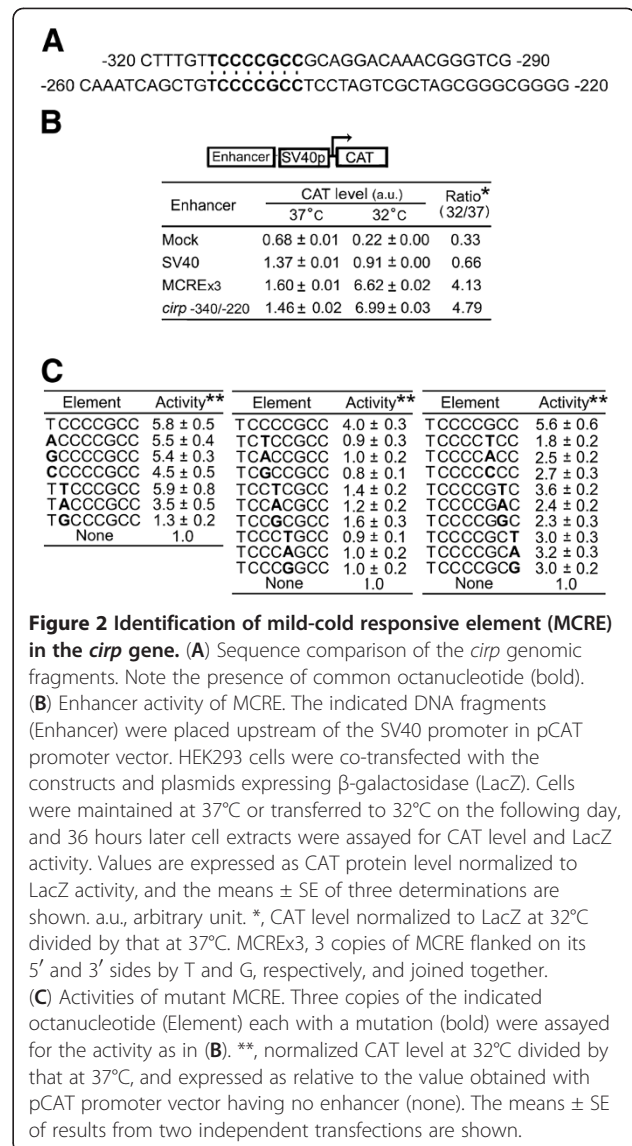 A
-320 CTTTGTTCCCCGCCGCAGGACAAACGGGTCG -290
-260 CAAATCAGCTGTCCCCGCCTCCTAGTCGCTAGCGGGCGGGG -220
B
Enhancer SV40p CAT
Enhancer CAT level (a.u.) Ratio*
37°C 32°C (32/37)
Mock 0.68 ± 0.01 0.22 ± 0.00 0.33
SV40 1.37 ± 0.01 0.91 ± 0.00 0.66
MCREx3 1.60 ± 0.01 6.62 ± 0.02 4.13
cirp -340/-220 1.46 ± 0.02 6.99 ± 0.03 4.79
C
Element Activity**
TCCCCGCC 5.8 ± 0.5
ACCCCGCC 5.5 ± 0.4
GCCCCGCC 5.4 ± 0.3
CCCCCGCC 4.5 ± 0.5
TTCCCGCC 5.9 ± 0.8
TACCCGCC 3.5 ± 0.5
TGCCCGCC 1.3 ± 0.2
None 1.0
Element Activity**
TCCCCGCC 4.0 ± 0.3
TCTCCGCC 0.9 ± 0.3
TCACCGCC 1.0 ± 0.2
TCGCCGCC 0.8 ± 0.1
TCCTCGCC 1.4 ± 0.2
TCCACGCC 1.2 ± 0.2
TCCGCGCC 1.6 ± 0.3
TCCCTGCC 0.9 ± 0.1
TCCCAGCC 1.0 ± 0.2
TCCCGGCC 1.0 ± 0.2
None 1.0
Element Activity**
TCCCCGCC 5.6 ± 0.6
TCCCCTCC 1.8 ± 0.2
TCCCCACC 2.5 ± 0.2
TCCCCCCC 2.7 ± 0.3
TCCCCGTC 3.6 ± 0.2
TCCCCGAC 2.4 ± 0.2
TCCCCGGC 2.3 ± 0.3
TCCCCGCT 3.0 ± 0.3
TCCCCGCA 3.2 ± 0.3
TCCCCGCG 3.0 ± 0.2
None 1.0
Figure 2 Identification of mild-cold responsive element (MCRE)
in the cirp gene. (A) Sequence comparison of the cirp genomic
fragments. Note the presence of common octanucleotide (bold).
(B) Enhancer activity of MCRE. The indicated DNA fragments
(Enhancer) were placed upstream of the SV40 promoter in pCAT
promoter vector. HEK293 cells were co-transfected with the
constructs and plasmids expressing β-galactosidase (LacZ). Cells
were maintained at 37°C or transferred to 32°C on the following day,
and 36 hours later cell extracts were assayed for CAT level and LacZ
activity. Values are expressed as CAT protein level normalized to
LacZ activity, and the means ± SE of three determinations are
shown. a.u., arbitrary unit. *, CAT level normalized to LacZ at 32°C
divided by that at 37°C. MCREx3, 3 copies of MCRE flanked on its
5′ and 3′ sides by T and G, respectively, and joined together.
(C) Activities of mutant MCRE. Three copies of the indicated
octanucleotide (Element) each with a mutation (bold) were assayed
for the activity as in (B). **, normalized CAT level at 32°C divided by
that at 37°C, and expressed as relative to the value obtained with
pCAT promoter vector having no enhancer (none). The means ± SE
of results from two independent transfections are shown.